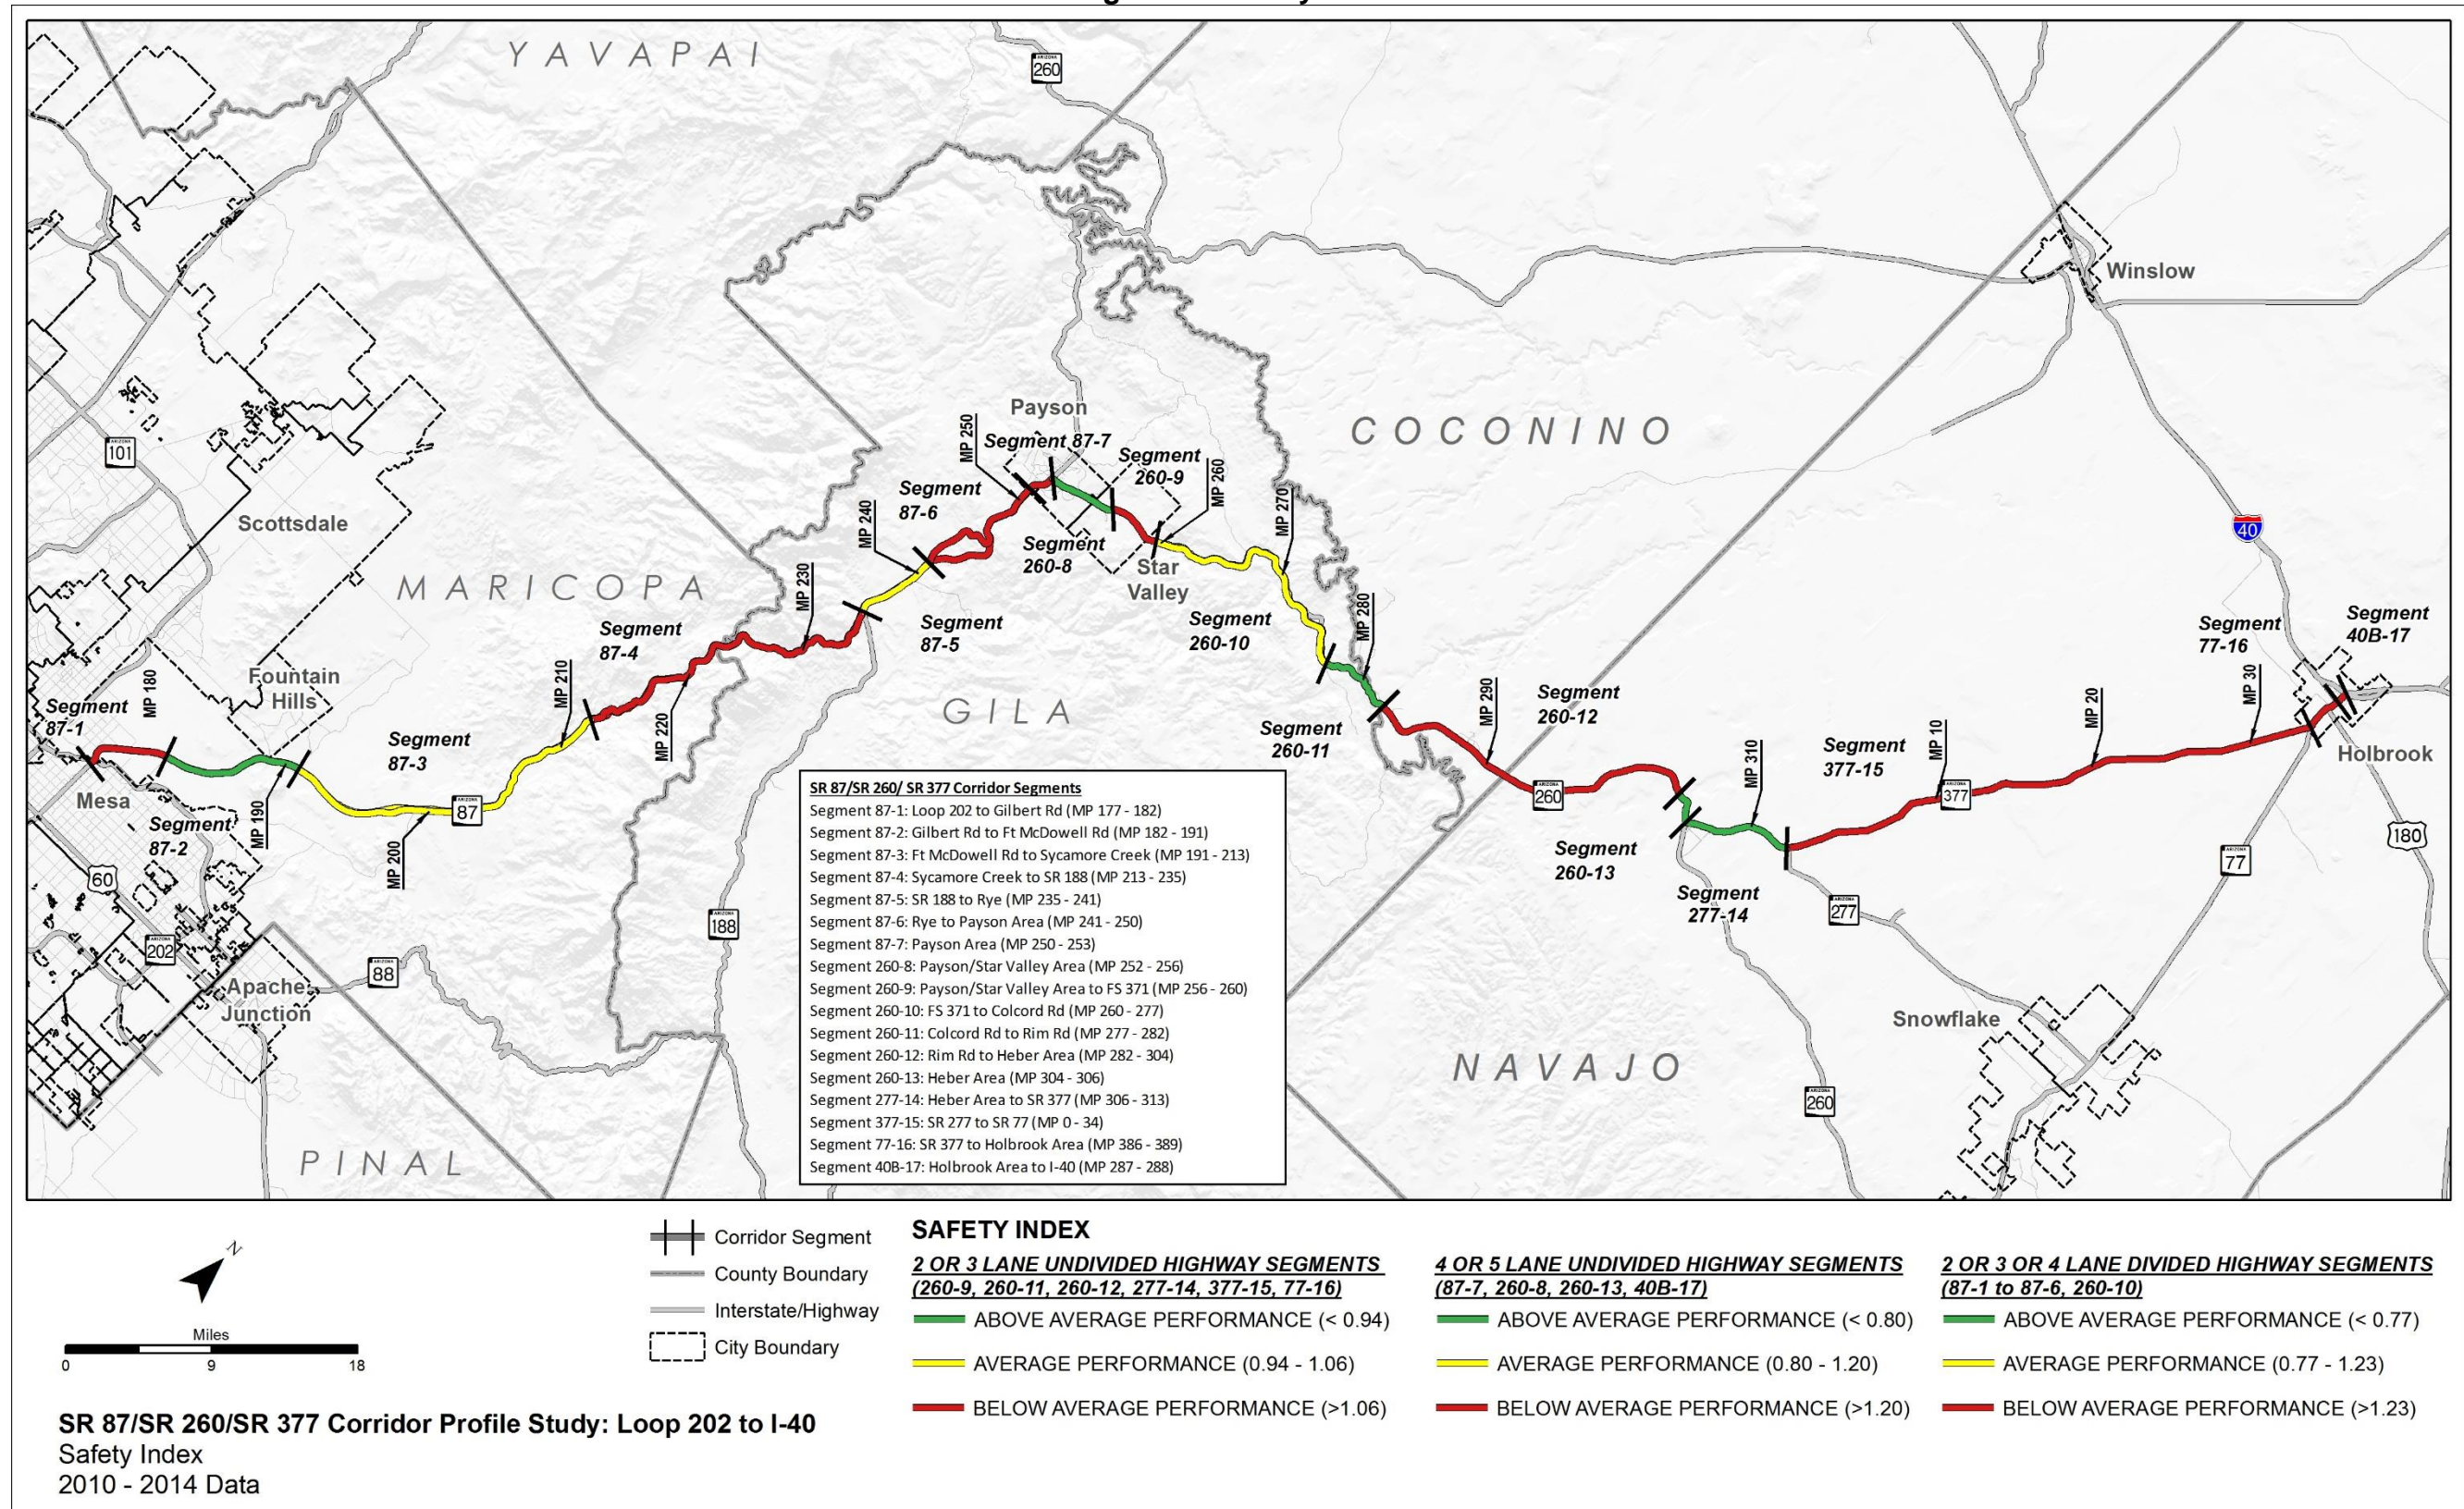 YAVAPAI
ARIZONA
260
Winslow
COCONINO
Payson
MP 250
Segment 87-7
Segment
260-9
MP 260
ARIZONA
101
Segment
87-6
MP 240
MP 270
Scottsdale
40
Segment
260-8
Star
Valley
MARICOPA
MP 230
Segment
87-4
Segment
87-5
Segment
260-10
MP 280
Segment
77-16
Segment
40B-17
Fountain
Hills
MP 180
MP 210
Segment
87-1
MP 220
GILA
MP 290
Segment
260-12
MP 20
MP 30
Segment
87-3
Segment
260-11
MP 310
Segment
377-15
MP 10
Holbrook
Mesa
MP 190
ARIZONA
87
ARIZONA
260
ARIZONA
377
Segment
87-2
MP 200
Segment
260-13
180
ARIZONA
77
60
Segment
277-14
ARIZONA
277
ARIZONA
188
ARIZONA
202
ARIZONA
88
Apache
Junction
Snowflake
NAVAJO
ARIZONA
260
PINAL
SR 87/SR 260/ SR 377 Corridor Segments
Segment 87-1: Loop 202 to Gilbert Rd (MP 177 - 182)
Segment 87-2: Gilbert Rd to Ft McDowell Rd (MP 182 - 191)
Segment 87-3: Ft McDowell Rd to Sycamore Creek (MP 191 - 213)
Segment 87-4: Sycamore Creek to SR 188 (MP 213 - 235)
Segment 87-5: SR 188 to Rye (MP 235 - 241)
Segment 87-6: Rye to Payson Area (MP 241 - 250)
Segment 87-7: Payson Area (MP 250 - 253)
Segment 260-8: Payson/Star Valley Area (MP 252 - 256)
Segment 260-9: Payson/Star Valley Area to FS 371 (MP 256 - 260)
Segment 260-10: FS 371 to Colcord Rd (MP 260 - 277)
Segment 260-11: Colcord Rd to Rim Rd (MP 277 - 282)
Segment 260-12: Rim Rd to Heber Area (MP 282 - 304)
Segment 260-13: Heber Area (MP 304 - 306)
Segment 277-14: Heber Area to SR 377 (MP 306 - 313)
Segment 377-15: SR 277 to SR 77 (MP 0 - 34)
Segment 77-16: SR 377 to Holbrook Area (MP 386 - 389)
Segment 40B-17: Holbrook Area to I-40 (MP 287 - 288)
N
Miles
0 9 18
Corridor Segment
County Boundary
Interstate/Highway
City Boundary
SAFETY INDEX
2 OR 3 LANE UNDIVIDED HIGHWAY SEGMENTS
(260-9, 260-11, 260-12, 277-14, 377-15, 77-16)
ABOVE AVERAGE PERFORMANCE (< 0.94)
AVERAGE PERFORMANCE (0.94 - 1.06)
BELOW AVERAGE PERFORMANCE (>1.06)
4 OR 5 LANE UNDIVIDED HIGHWAY SEGMENTS
(87-7, 260-8, 260-13, 40B-17)
ABOVE AVERAGE PERFORMANCE (< 0.80)
AVERAGE PERFORMANCE (0.80 - 1.20)
BELOW AVERAGE PERFORMANCE (>1.20)
2 OR 3 OR 4 LANE DIVIDED HIGHWAY SEGMENTS
(87-1 to 87-6, 260-10)
ABOVE AVERAGE PERFORMANCE (< 0.77)
AVERAGE PERFORMANCE (0.77 - 1.23)
BELOW AVERAGE PERFORMANCE (>1.23)
SR 87/SR 260/SR 377 Corridor Profile Study: Loop 202 to I-40
Safety Index
2010 - 2014 Data